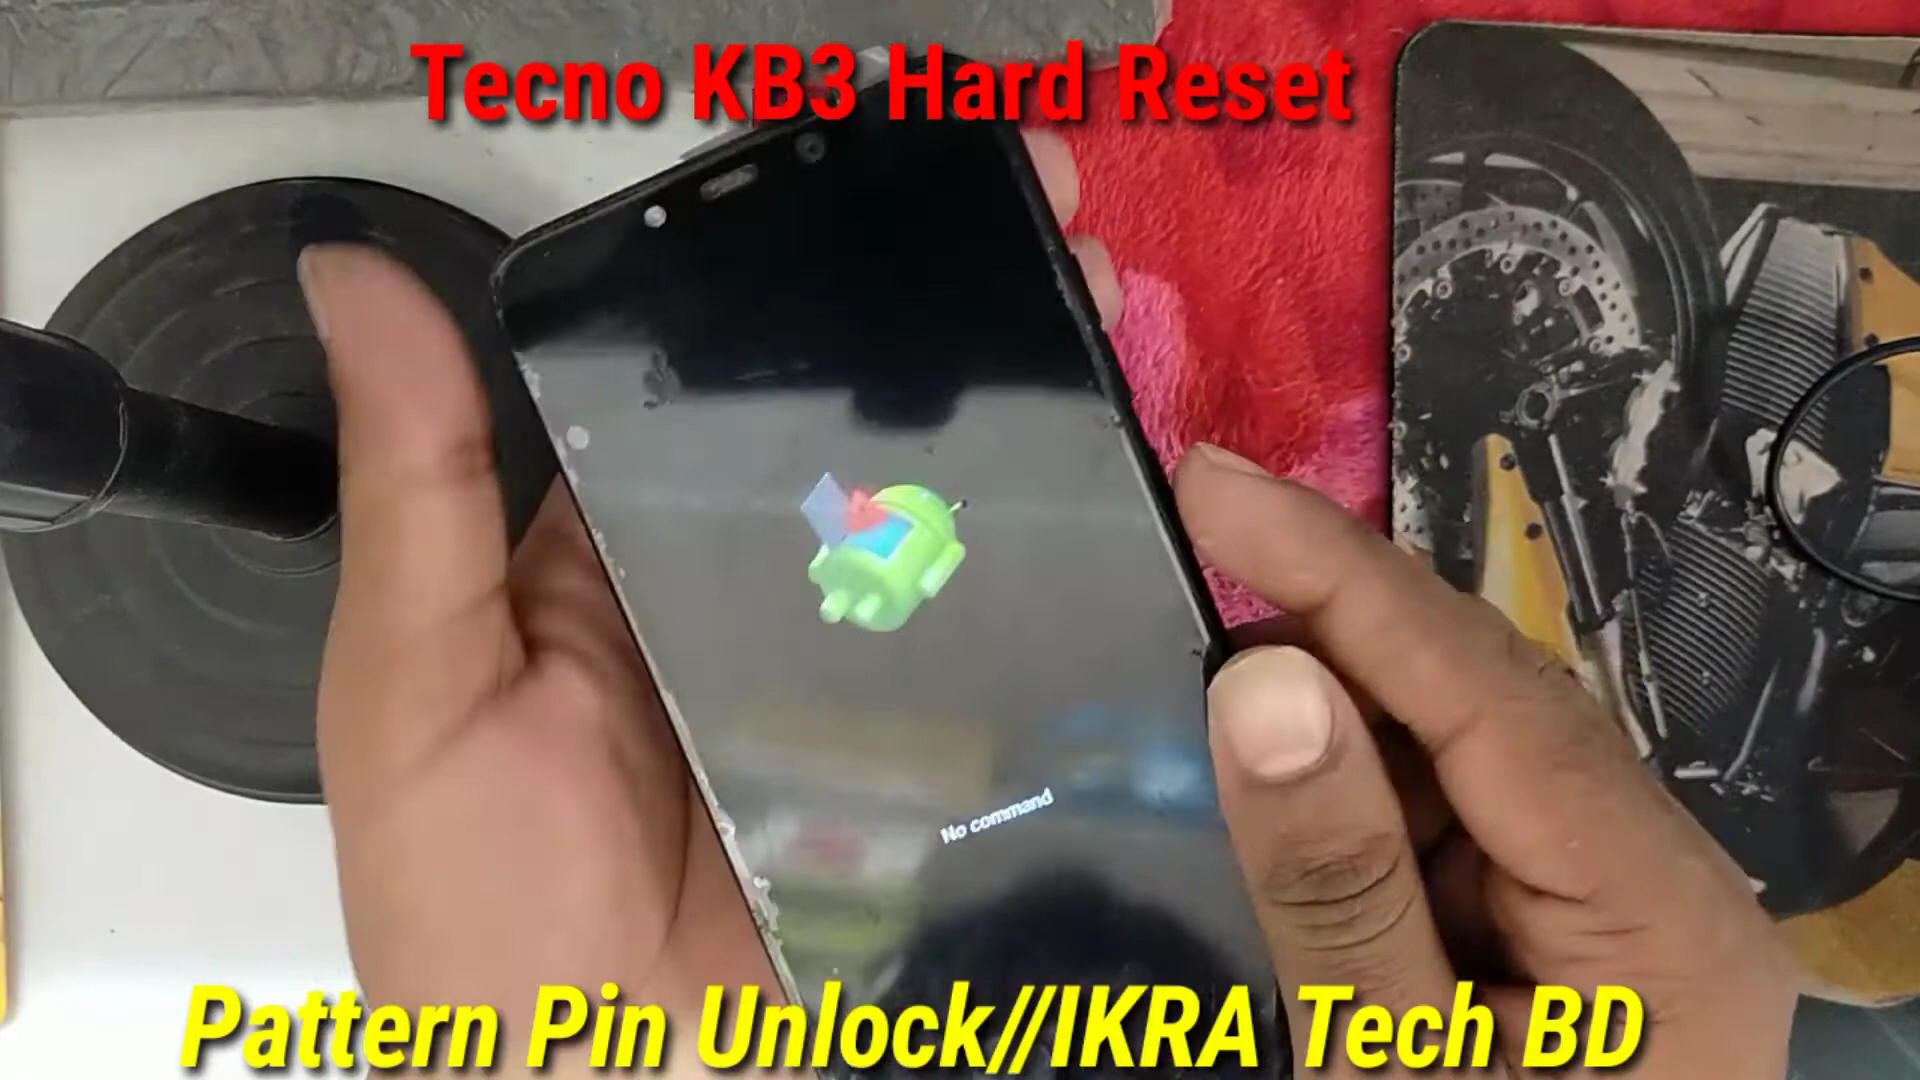 Tecno KB3 Hard Reset
No command
Pattern Pin Unlock//IKRA Tech BD